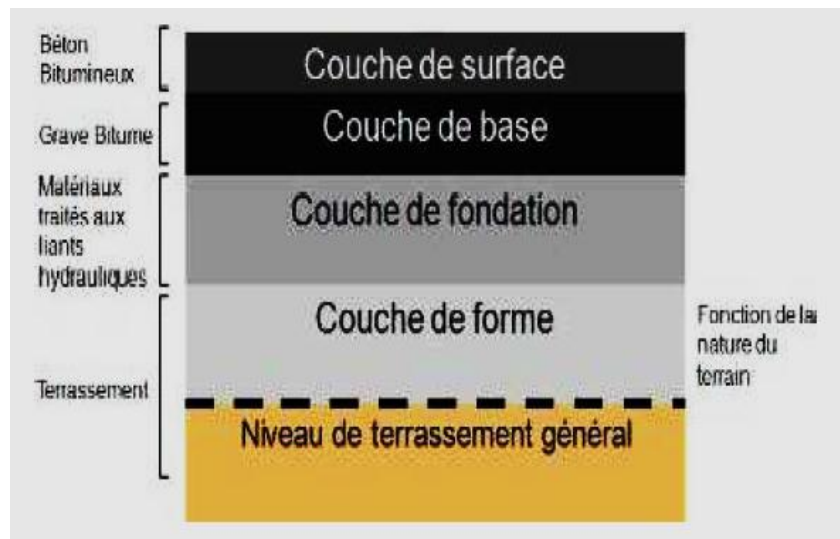 Béton
Bitumineux
Couche de surface
Grave Bitume
Couche de base
Matériaux
traités aux
liants
hydrauliques
Couche de fondation
Couche de forme
Fonction de la
nature du
terrain
Terrassement
Niveau de terrassement général